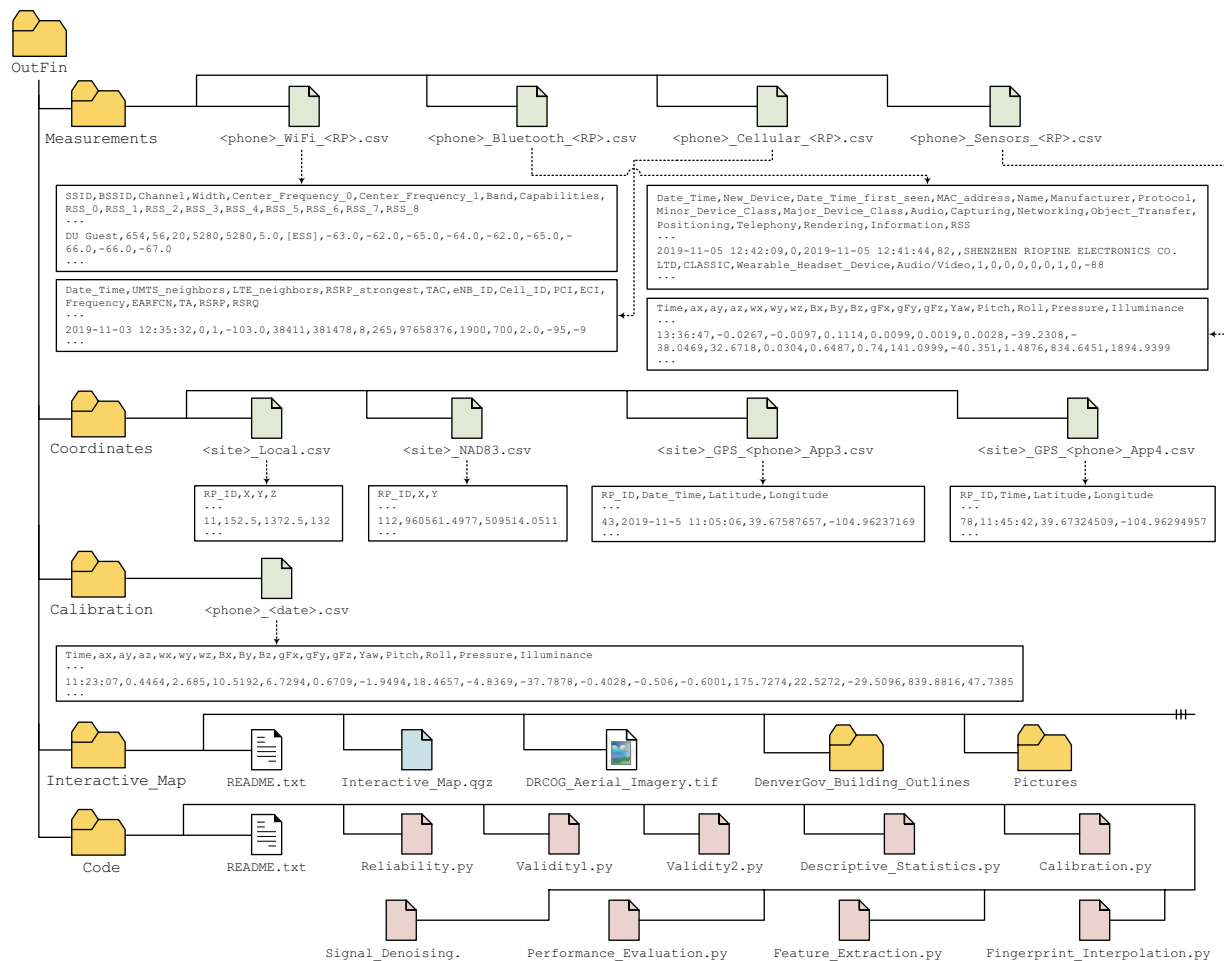 OutFin
Measurements
<phone>_WiFi_<RP>.csv
<phone>_Bluetooth_<RP>.csv
<phone>_Cellular_<RP>.csv
<phone>_Sensors_<RP>.csv
SSID,BSSID,Channel,Width,Center_Frequency_0,Center_Frequency_1,Band,Capabilities,
RSS_0,RSS_1,RSS_2,RSS_3,RSS_4,RSS_5,RSS_6,RSS_7,RSS_8
...
DU Guest,654,56,20,5280,5280,5.0,[ESS],-63.0,-62.0,-65.0,-64.0,-62.0,-65.0,-
66.0,-66.0,-67.0
...
Date_Time,New_Device,Date_Time_first_seen,MAC_address,Name,Manufacturer,Protocol,
Minor_Device_Class,Major_Device_Class,Audio,Capturing,Networking,Object_Transfer,
Positioning,Telephony,Rendering,Information,RSS
...
2019-11-05 12:42:09,0,2019-11-05 12:41:44,82,,SHENZHEN RIOPINE ELECTRONICS CO.
LTD,CLASSIC,Wearable_Headset_Device,Audio/Video,1,0,0,0,0,0,1,0,-88
...
Date_Time,UMTS_neighbors,LTE_neighbors,RSRP_strongest,TAC,eNB_ID,Cell_ID,PCI,ECI,
Frequency,EARFCN,TA,RSRP,RSRQ
...
2019-11-03 12:35:32,0,1,-103.0,38411,381478,8,265,97658376,1900,700,2.0,-95,-9
...
Time,ax,ay,az,wx,wy,wz,Bx,By,Bz,gFx,gFy,gFz,Yaw,Pitch,Roll,Pressure,Illuminance
...
13:36:47,-0.0267,-0.0097,0.1114,0.0099,0.0019,0.0028,-39.2308,-
38.0469,32.6718,0.0304,0.6487,0.74,141.0999,-40.351,1.4876,834.6451,1894.9399
...
Coordinates
<site>_Local.csv
<site>_NAD83.csv
<site>_GPS_<phone>_App3.csv
<site>_GPS_<phone>_App4.csv
RP_ID,X,Y,Z
...
11,152.5,1372.5,132
...
RP_ID,X,Y
...
112,960561.4977,509514.0511
...
RP_ID,Date_Time,Latitude,Longitude
...
43,2019-11-5 11:05:06,39.67587657,-104.96237169
...
RP_ID,Time,Latitude,Longitude
...
78,11:45:42,39.67324509,-104.96294957
...
Calibration
<phone>_<date>.csv
Time,ax,ay,az,wx,wy,wz,Bx,By,Bz,gFx,gFy,gFz,Yaw,Pitch,Roll,Pressure,Illuminance
...
11:23:07,0.4464,2.685,10.5192,6.7294,0.6709,-1.9494,18.4657,-4.8369,-37.7878,-0.4028,-0.506,-0.6001,175.7274,22.5272,-29.5096,839.8816,47.7385
...
Interactive_Map
README.txt
Interactive_Map.qgz
DRCOG_Aerial_Imagery.tif
DenverGov_Building_Outlines
Pictures
Code
README.txt
Reliability.py
Validity1.py
Validity2.py
Descriptive_Statistics.py
Calibration.py
Signal_Denoising.
Performance_Evaluation.py
Feature_Extraction.py
Fingerprint_Interpolation.py